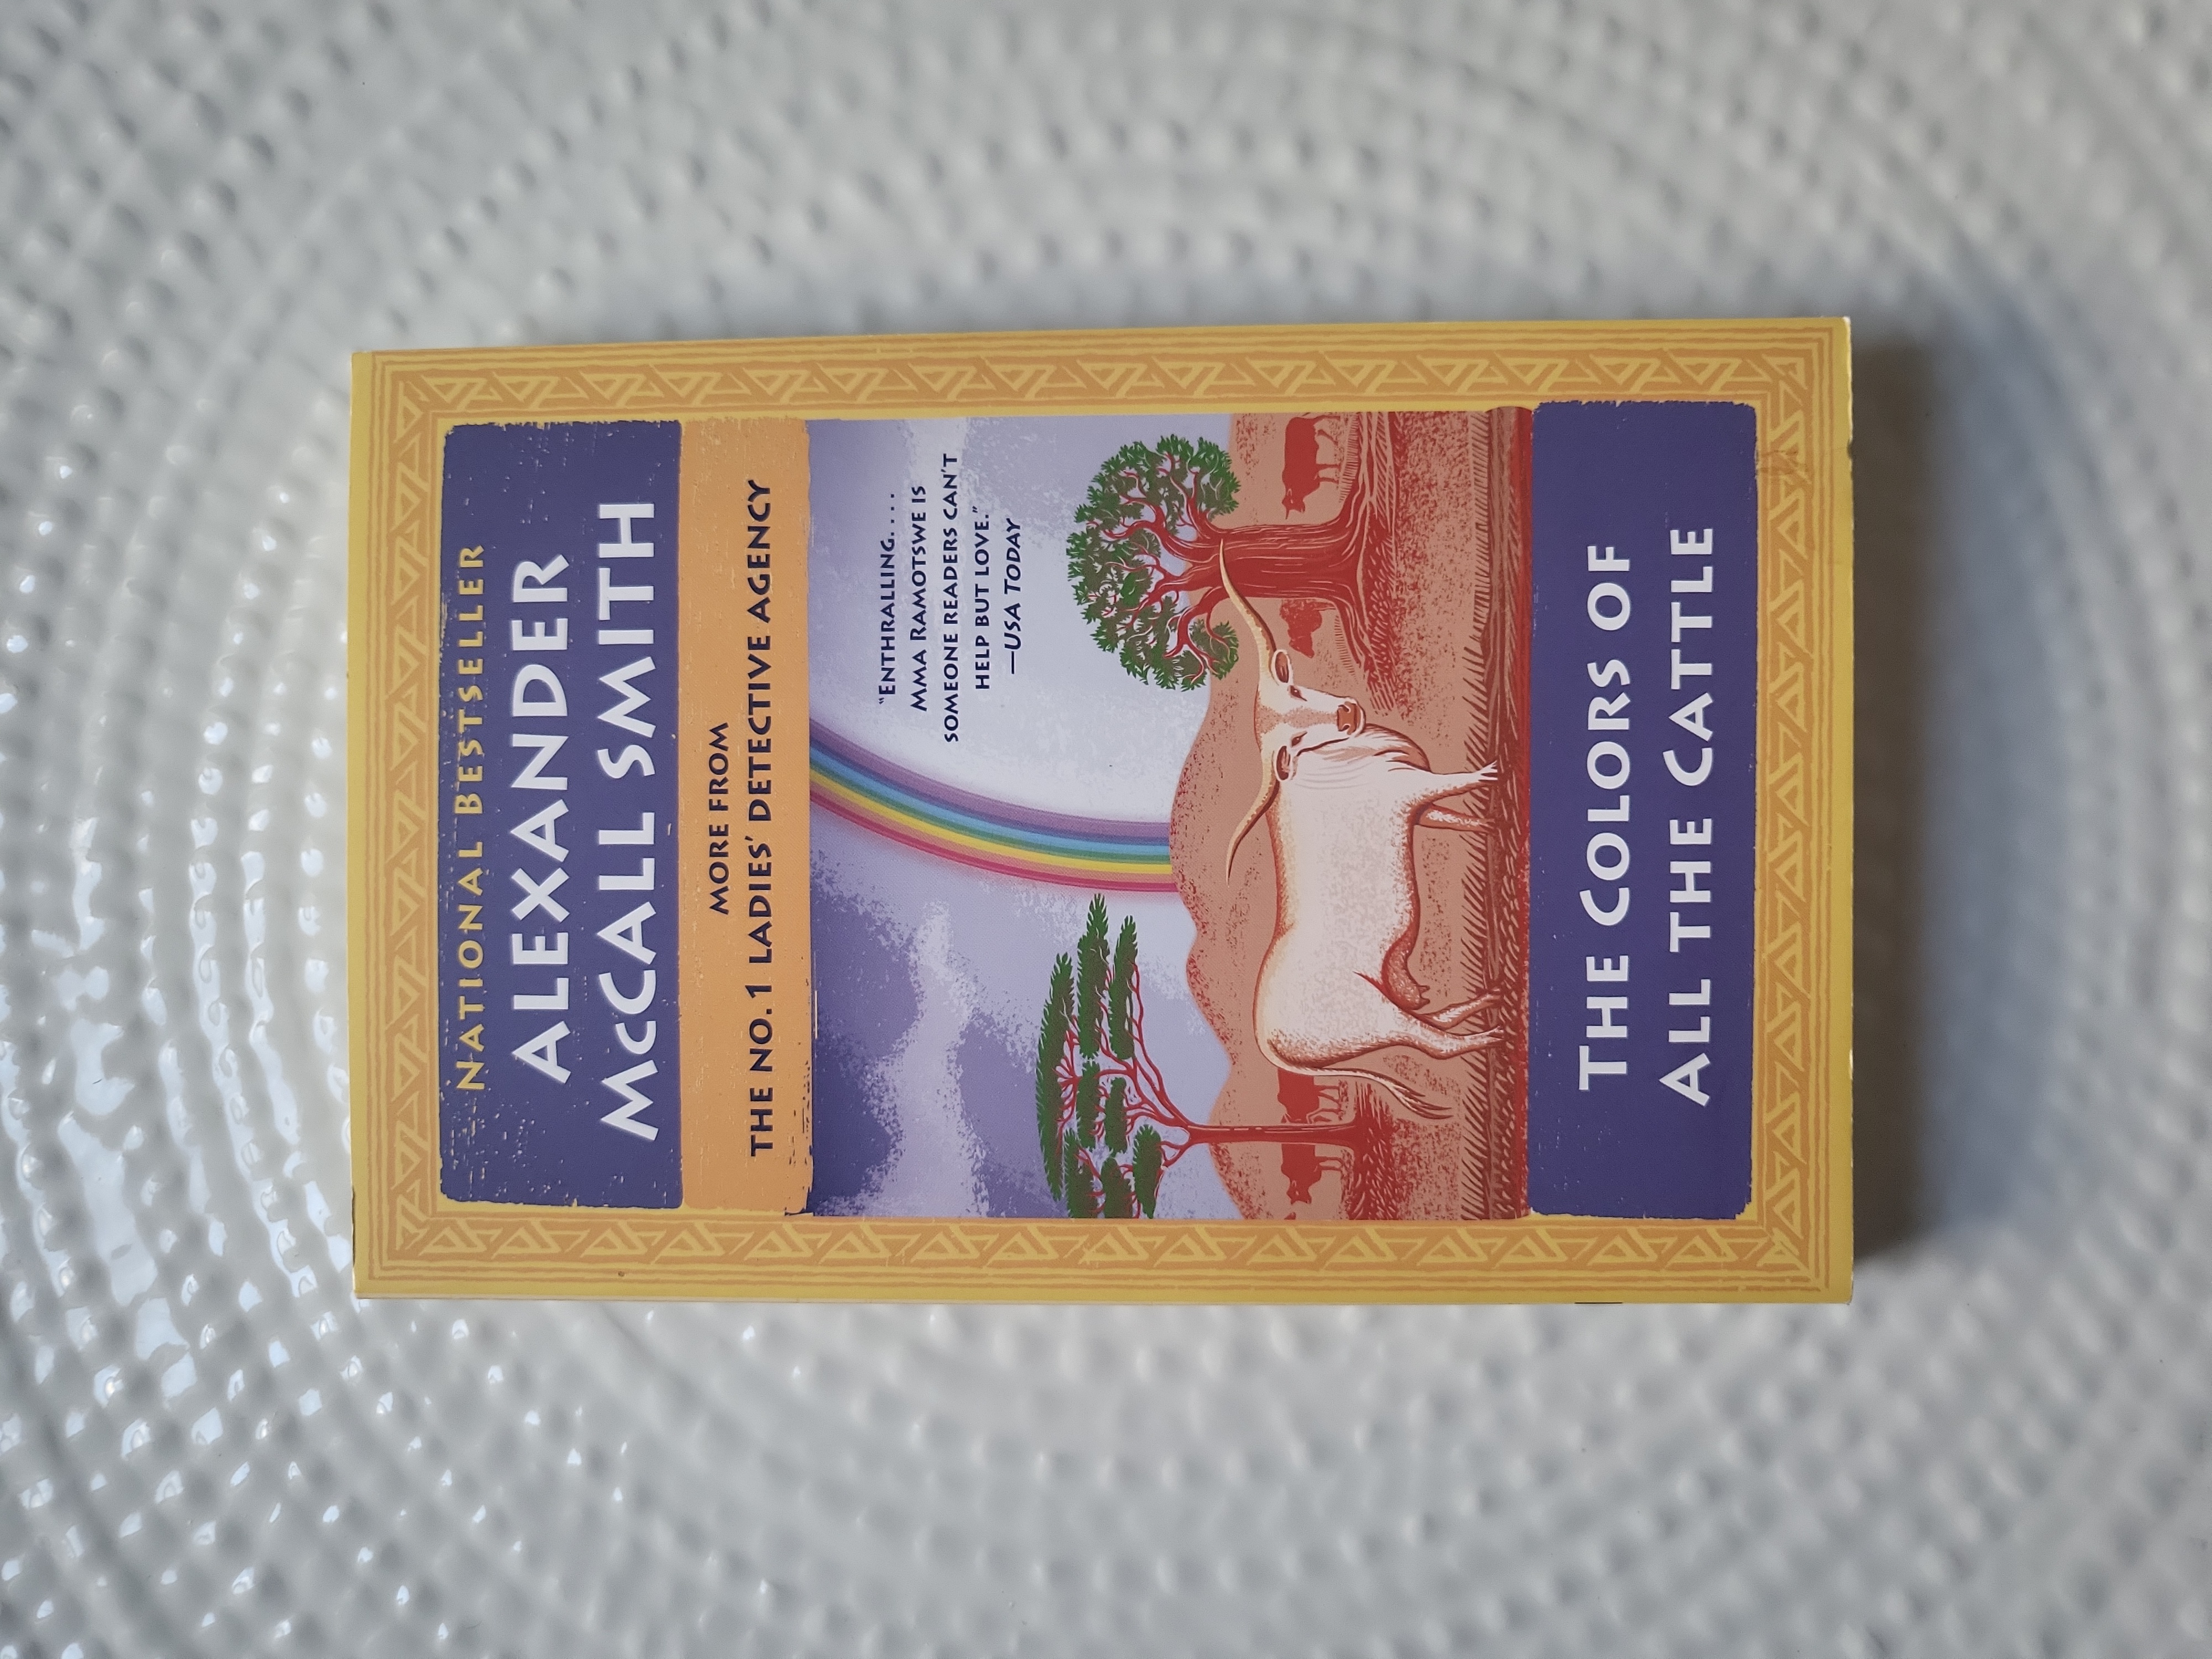 NATIONAL BESTSELLER
ALEXANDER
McCALL SMITH
MORE FROM
THE NO. 1 LADIES' DETECTIVE AGENCY
"ENTHRALLING. . . .
MMA RAMOTSWE IS
SOMEONE READERS CAN'T
HELP BUT LOVE."
—USA TODAY
THE COLORS OF
ALL THE CATTLE